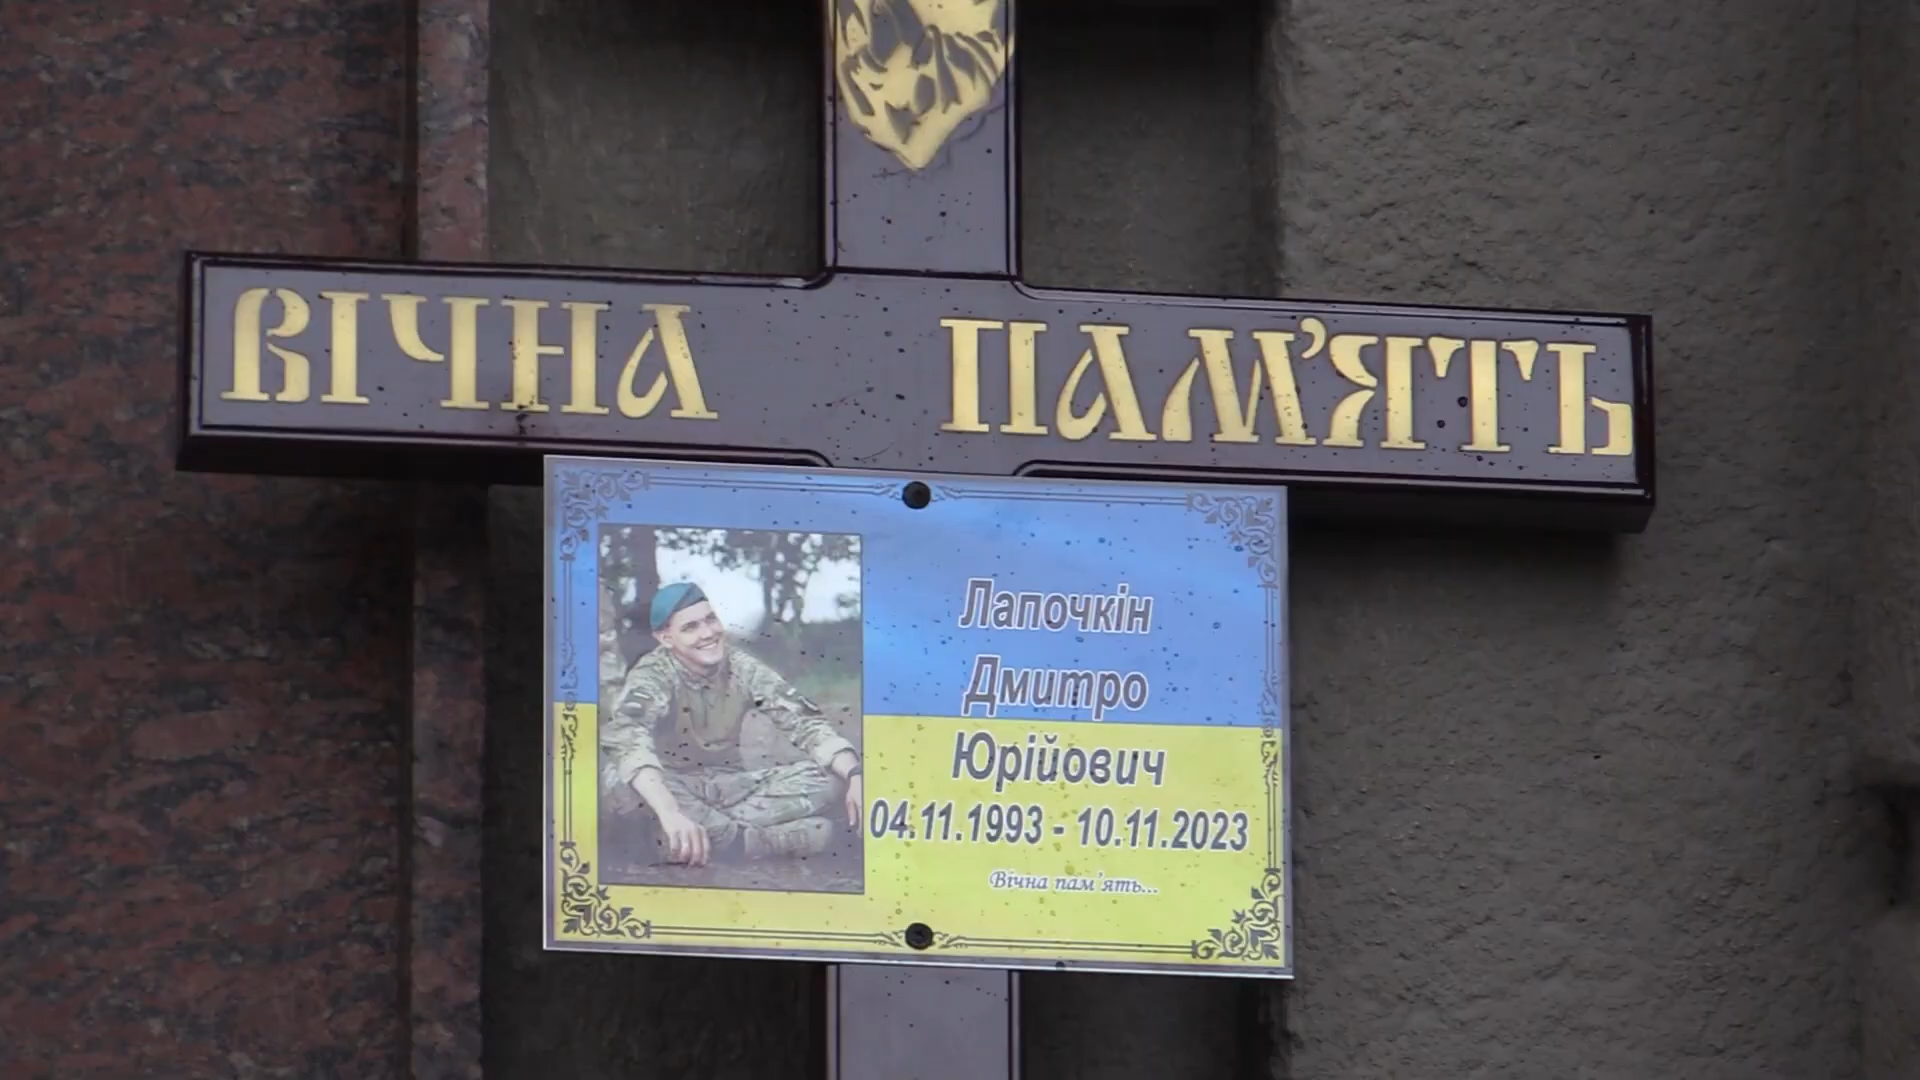 ВІЧНА ПАМ'ЯТЬ
Лапочкін
Дмитро
Юрійович
04.11.1993 - 10.11.2023
Вічна пам'ять...